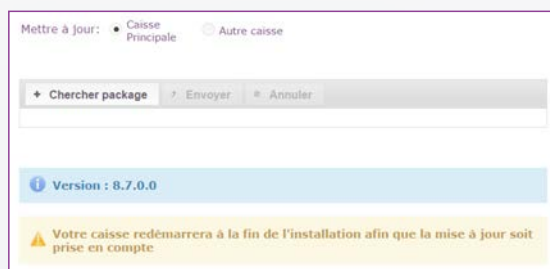 Mettre à jour: Caisse Principale Autre caisse
+ Chercher package Envoyer Annuler
Version : 8.7.0.0
Votre caisse redémarrera à la fin de l'installation afin que la mise à jour soit
prise en compte